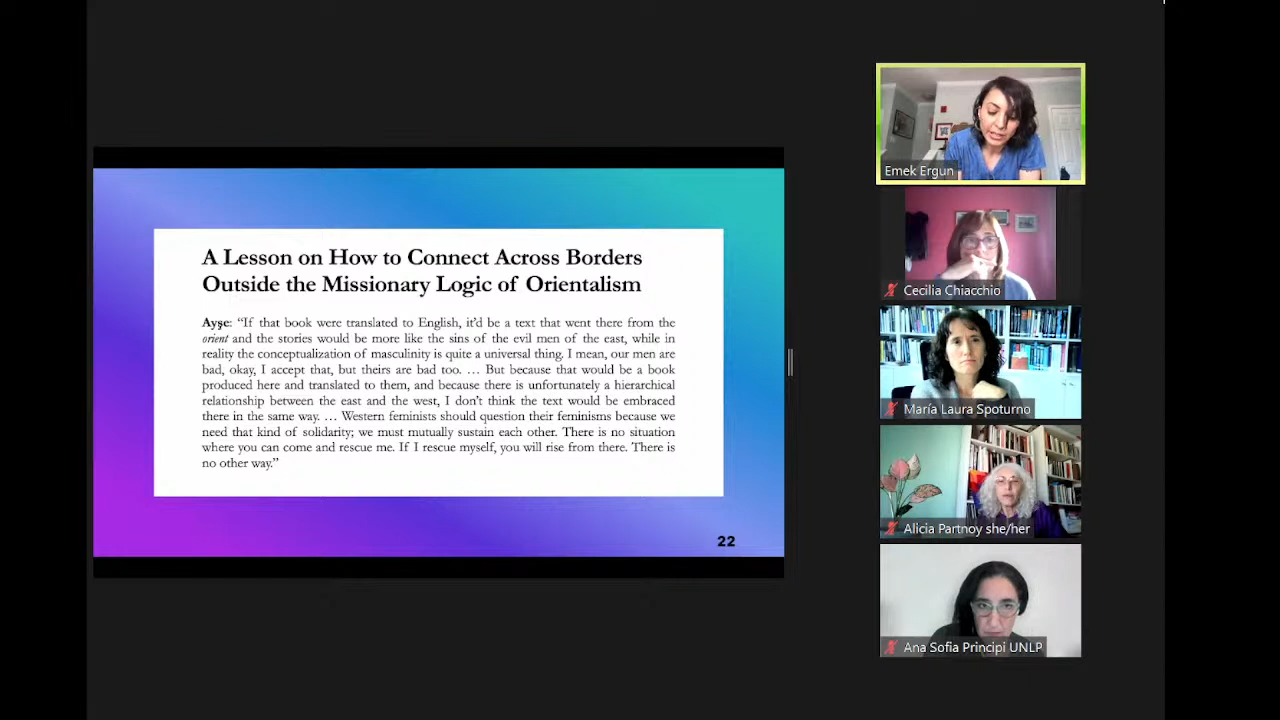 A Lesson on How to Connect Across Borders
Outside the Missionary Logic of Orientalism
Ayşe: “If that book were translated to English, it’d be a text that went there from the
orient and the stories would be more like the sins of the evil men of the east, while in
reality the conceptualization of masculinity is quite a universal thing. I mean, our men are
bad, okay, I accept that, but theirs are bad too. … But because that would be a book
produced here and translated to them, and because there is unfortunately a hierarchical
relationship between the east and the west, I don’t think the text would be embraced
there in the same way. … Western feminists should question their feminisms because we
need that kind of solidarity; we must mutually sustain each other. There is no situation
where you can come and rescue me. If I rescue myself, you will rise from there. There is
no other way.”
22
Emek Ergun
Cecilia Chiacchio
María Laura Spoturno
Alicia Partnoy she/her
Ana Sofia Principi UNLP